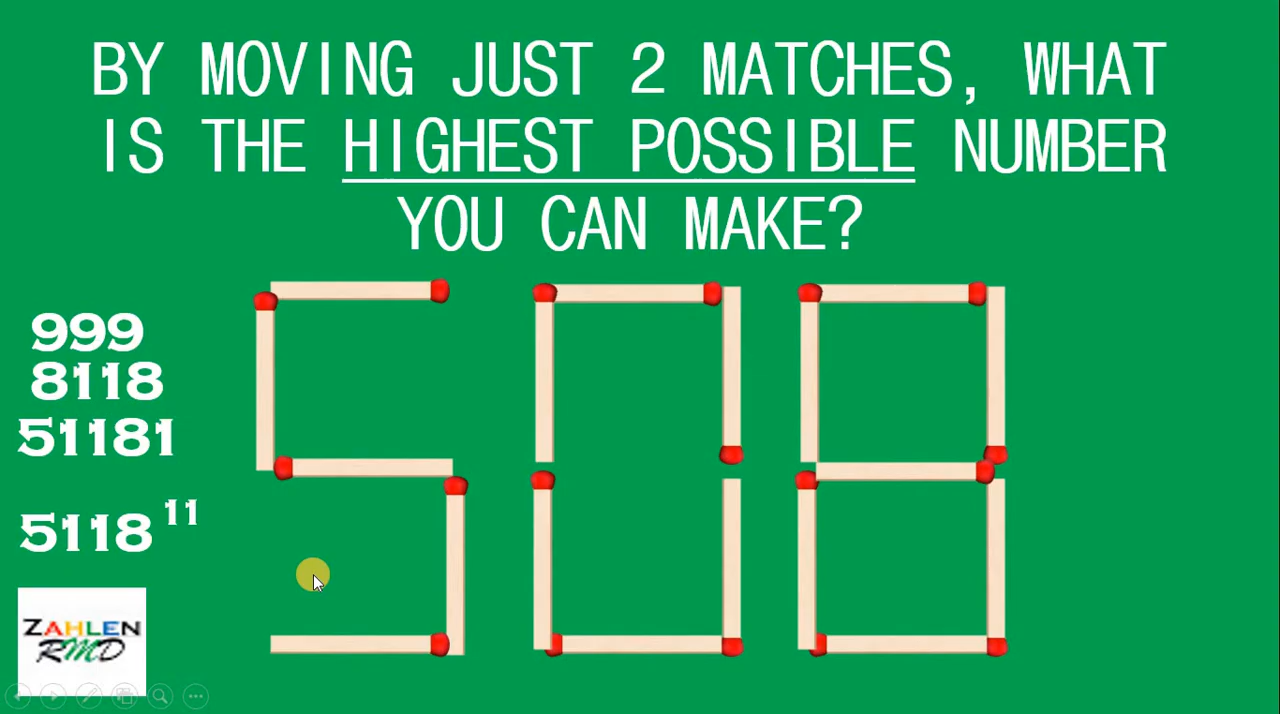 BY MOVING JUST 2 MATCHES, WHAT
IS THE HIGHEST POSSIBLE NUMBER
YOU CAN MAKE?
508
999
8118
51181
5118¹¹
ZAHLEN
RMD